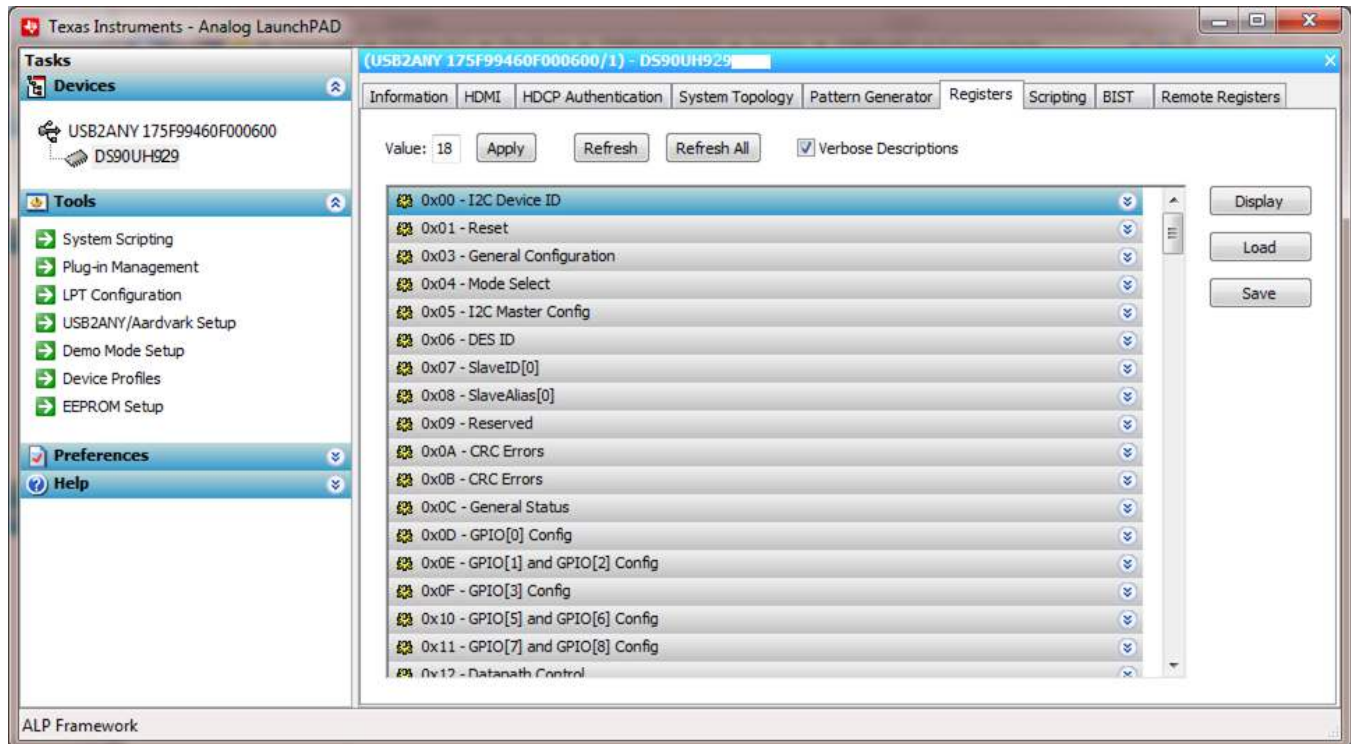 Texas Instruments - Analog LaunchPAD
Tasks
Devices
USB2ANY 175F99460F000600
DS90UH929
Tools
System Scripting
Plug-in Management
LPT Configuration
USB2ANY/Aardvark Setup
Demo Mode Setup
Device Profiles
EEPROM Setup
Preferences
Help
(USB2ANY 175F99460F000600/1) - DS90UH929
Information HDMI HDCP Authentication System Topology Pattern Generator Registers Scripting BIST Remote Registers
Value: 18 Apply Refresh Refresh All Verbose Descriptions
0x00 - I2C Device ID
0x01 - Reset
0x03 - General Configuration
0x04 - Mode Select
0x05 - I2C Master Config
0x06 - DES ID
0x07 - SlaveID[0]
0x08 - SlaveAlias[0]
0x09 - Reserved
0x0A - CRC Errors
0x0B - CRC Errors
0x0C - General Status
0x0D - GPIO[0] Config
0x0E - GPIO[1] and GPIO[2] Config
0x0F - GPIO[3] Config
0x10 - GPIO[5] and GPIO[6] Config
0x11 - GPIO[7] and GPIO[8] Config
0x12 - Datapath Control
Display
Load
Save
ALP Framework